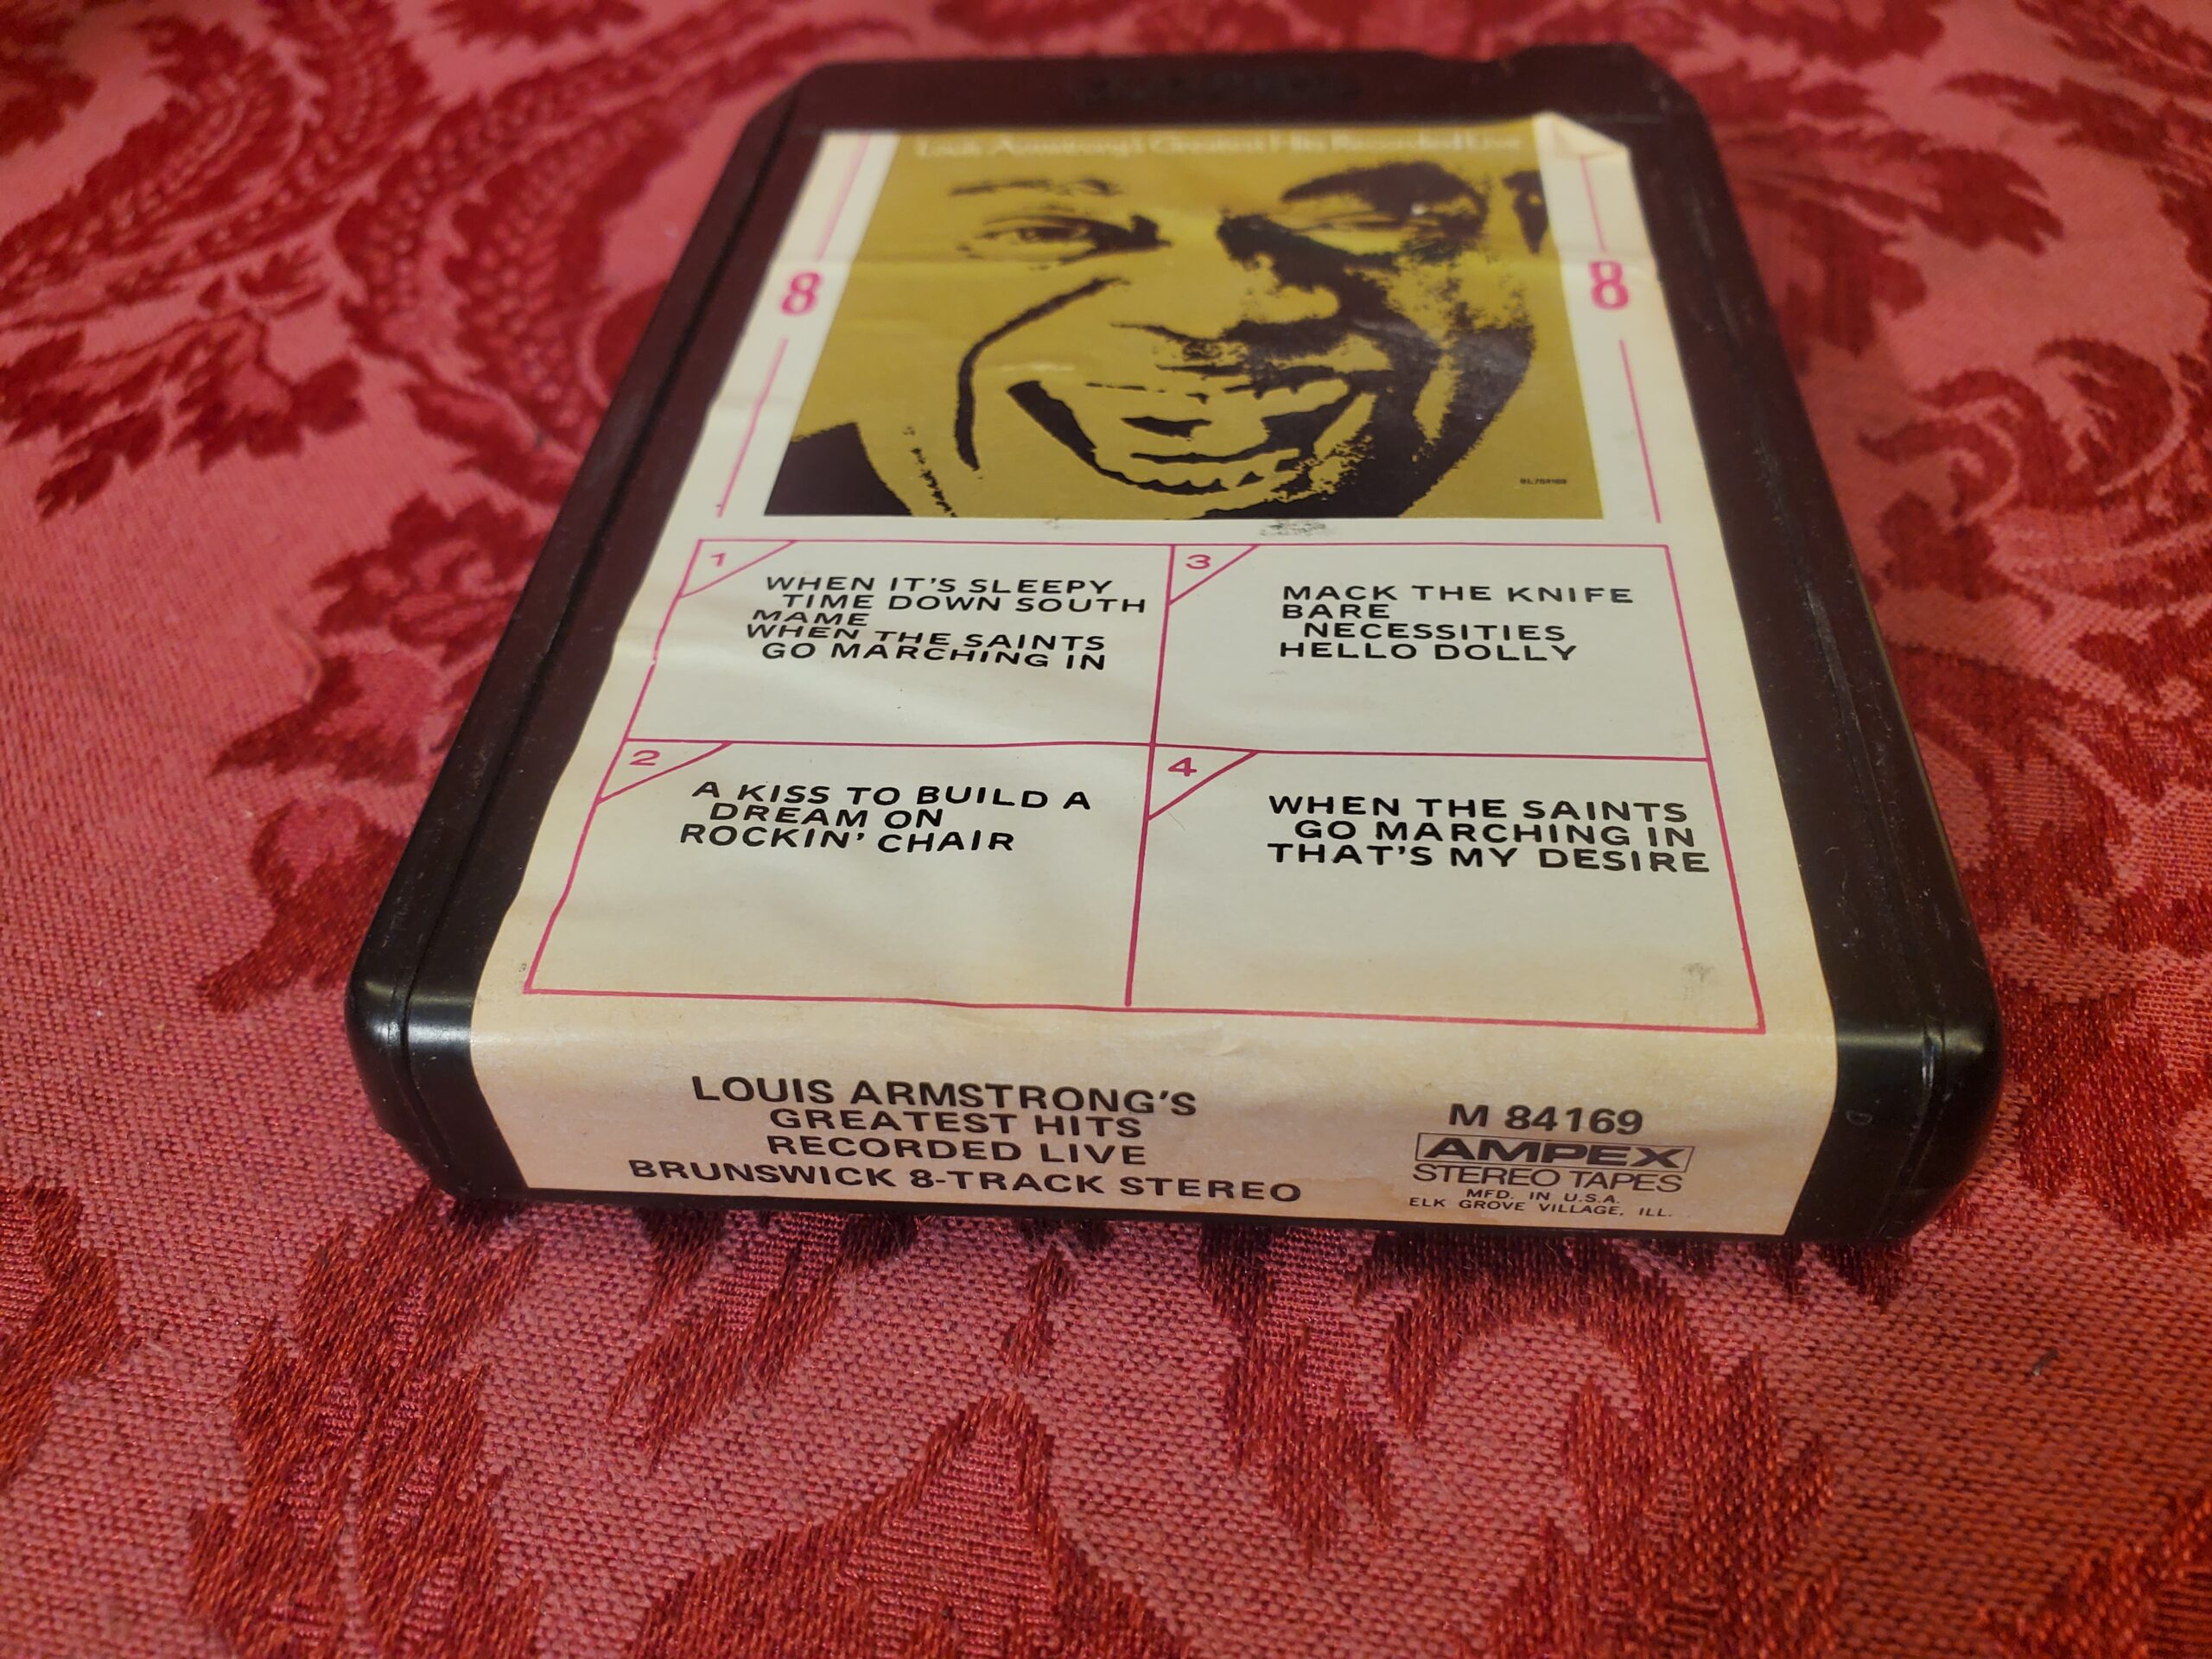 Louis Armstrong's Greatest Hits Recorded Live
8
8
1
WHEN IT'S SLEEPY
TIME DOWN SOUTH
MAME
WHEN THE SAINTS
GO MARCHING IN
3
MACK THE KNIFE
BARE
NECESSITIES
HELLO DOLLY
2
A KISS TO BUILD A
DREAM ON
ROCKIN' CHAIR
4
WHEN THE SAINTS
GO MARCHING IN
THAT'S MY DESIRE
LOUIS ARMSTRONG'S
GREATEST HITS
RECORDED LIVE
BRUNSWICK 8-TRACK STEREO
M 84169
AMPEX
STEREO TAPES
MFD. IN U.S.A.
ELK GROVE VILLAGE, ILL.